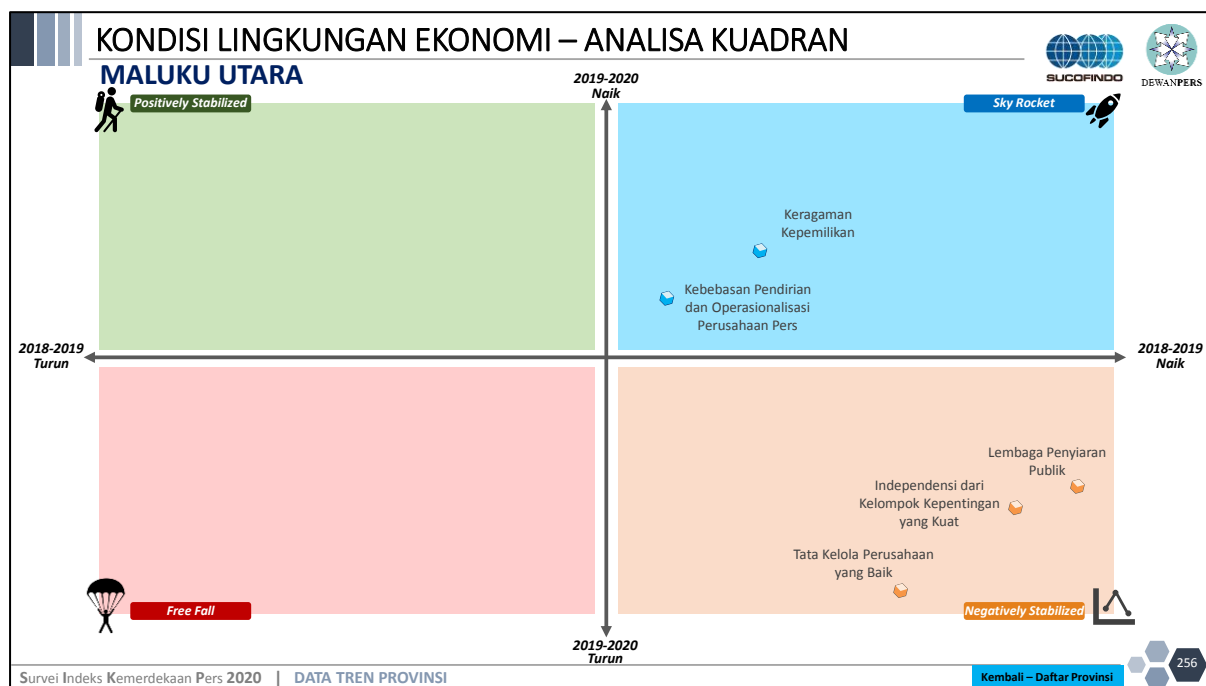 KONDISI LINGKUNGAN EKONOMI – ANALISA KUADRAN
MALUKU UTARA
SUCOFINDO
DEWANPERS
2019-2020
Naik
Positively Stabilized
Sky Rocket
Keragaman
Kepemilikan
Kebebasan Pendirian
dan Operasionalisasi
Perusahaan Pers
2018-2019
Turun
2018-2019
Naik
Lembaga Penyiaran
Publik
Independensi dari
Kelompok Kepentingan
yang Kuat
Tata Kelola Perusahaan
yang Baik
Free Fall
Negatively Stabilized
2019-2020
Turun
Survei Indeks Kemerdekaan Pers 2020 | DATA TREN PROVINSI
Kembali – Daftar Provinsi
256